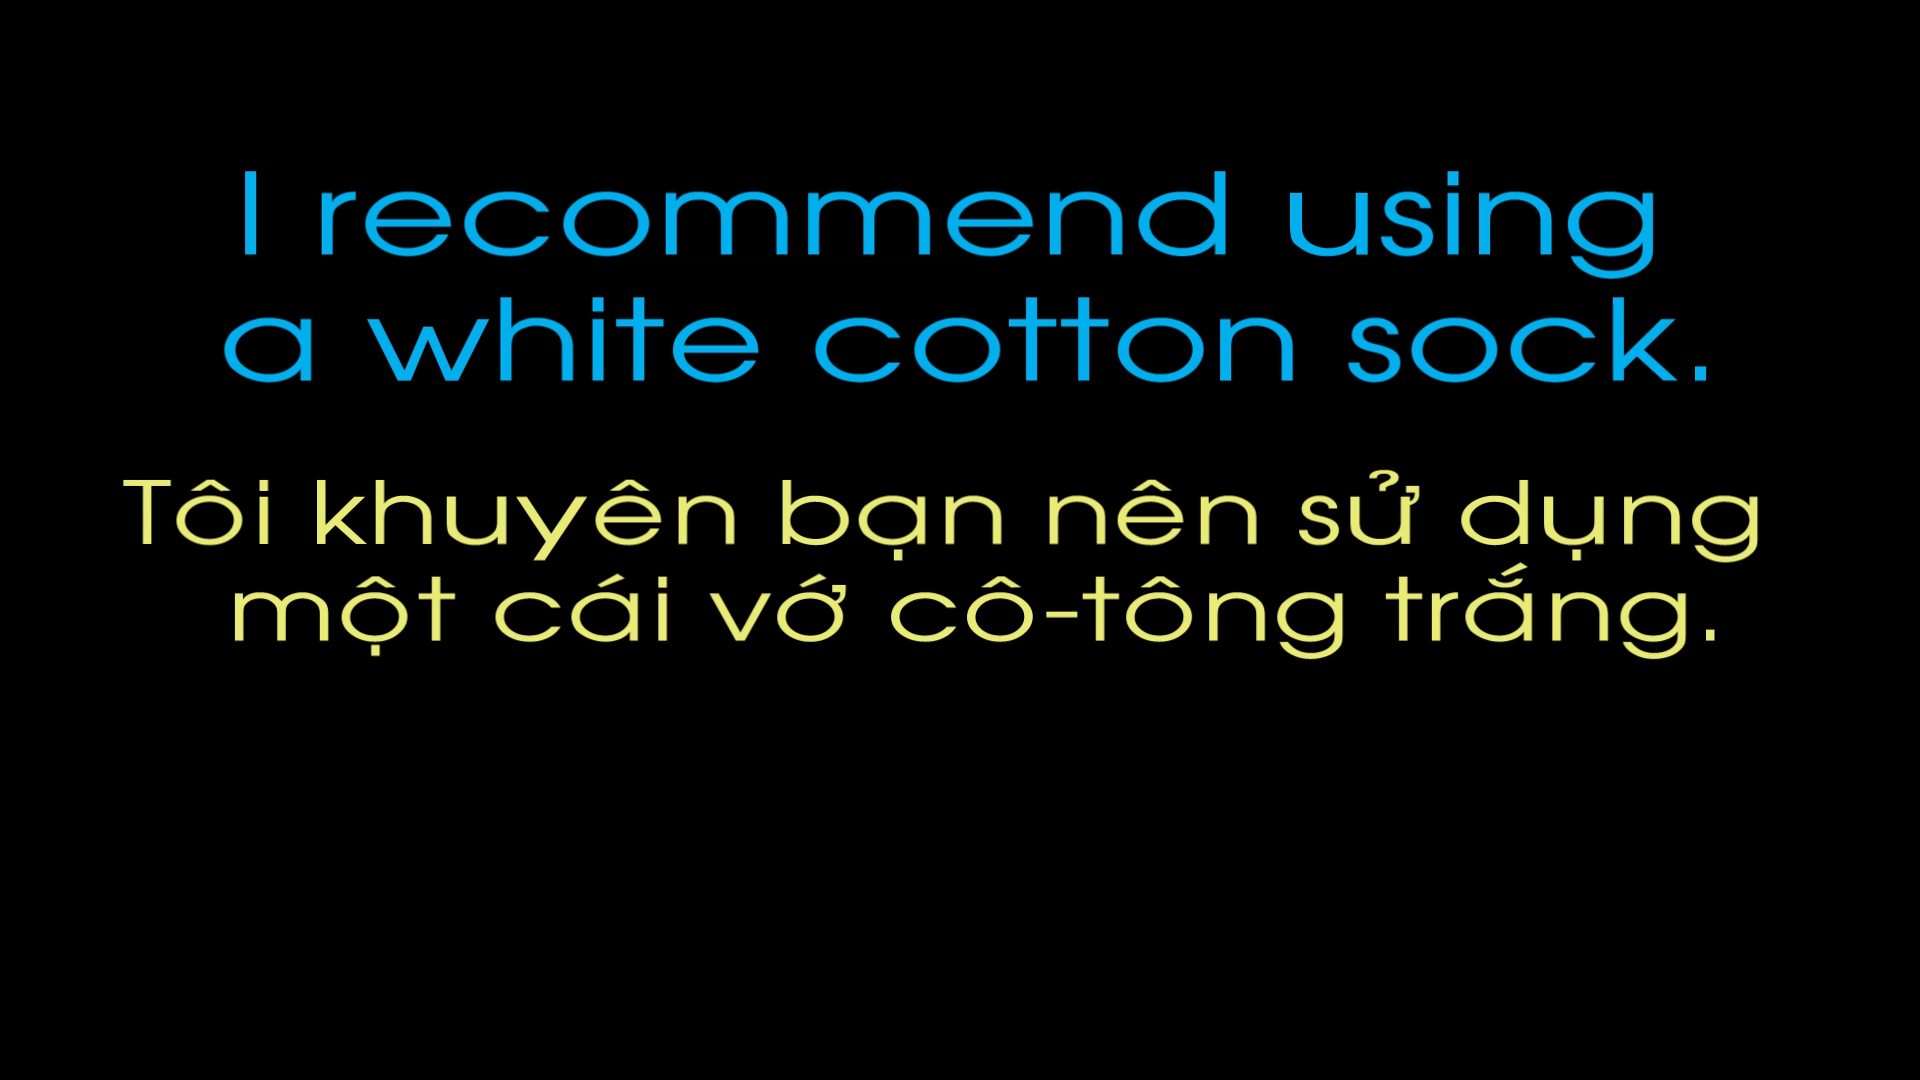 I recommend using
a white cotton sock.
Tôi khuyên bạn nên sử dụng
một cái vớ cô-tông trắng.